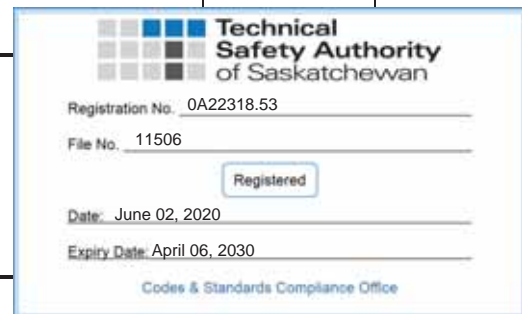 Technical
Safety Authority
of Saskatchewan
Registration No. 0A22318.53
File No. 11506
Registered
Date: June 02, 2020
Expiry Date: April 06, 2030
Codes & Standards Compliance Office